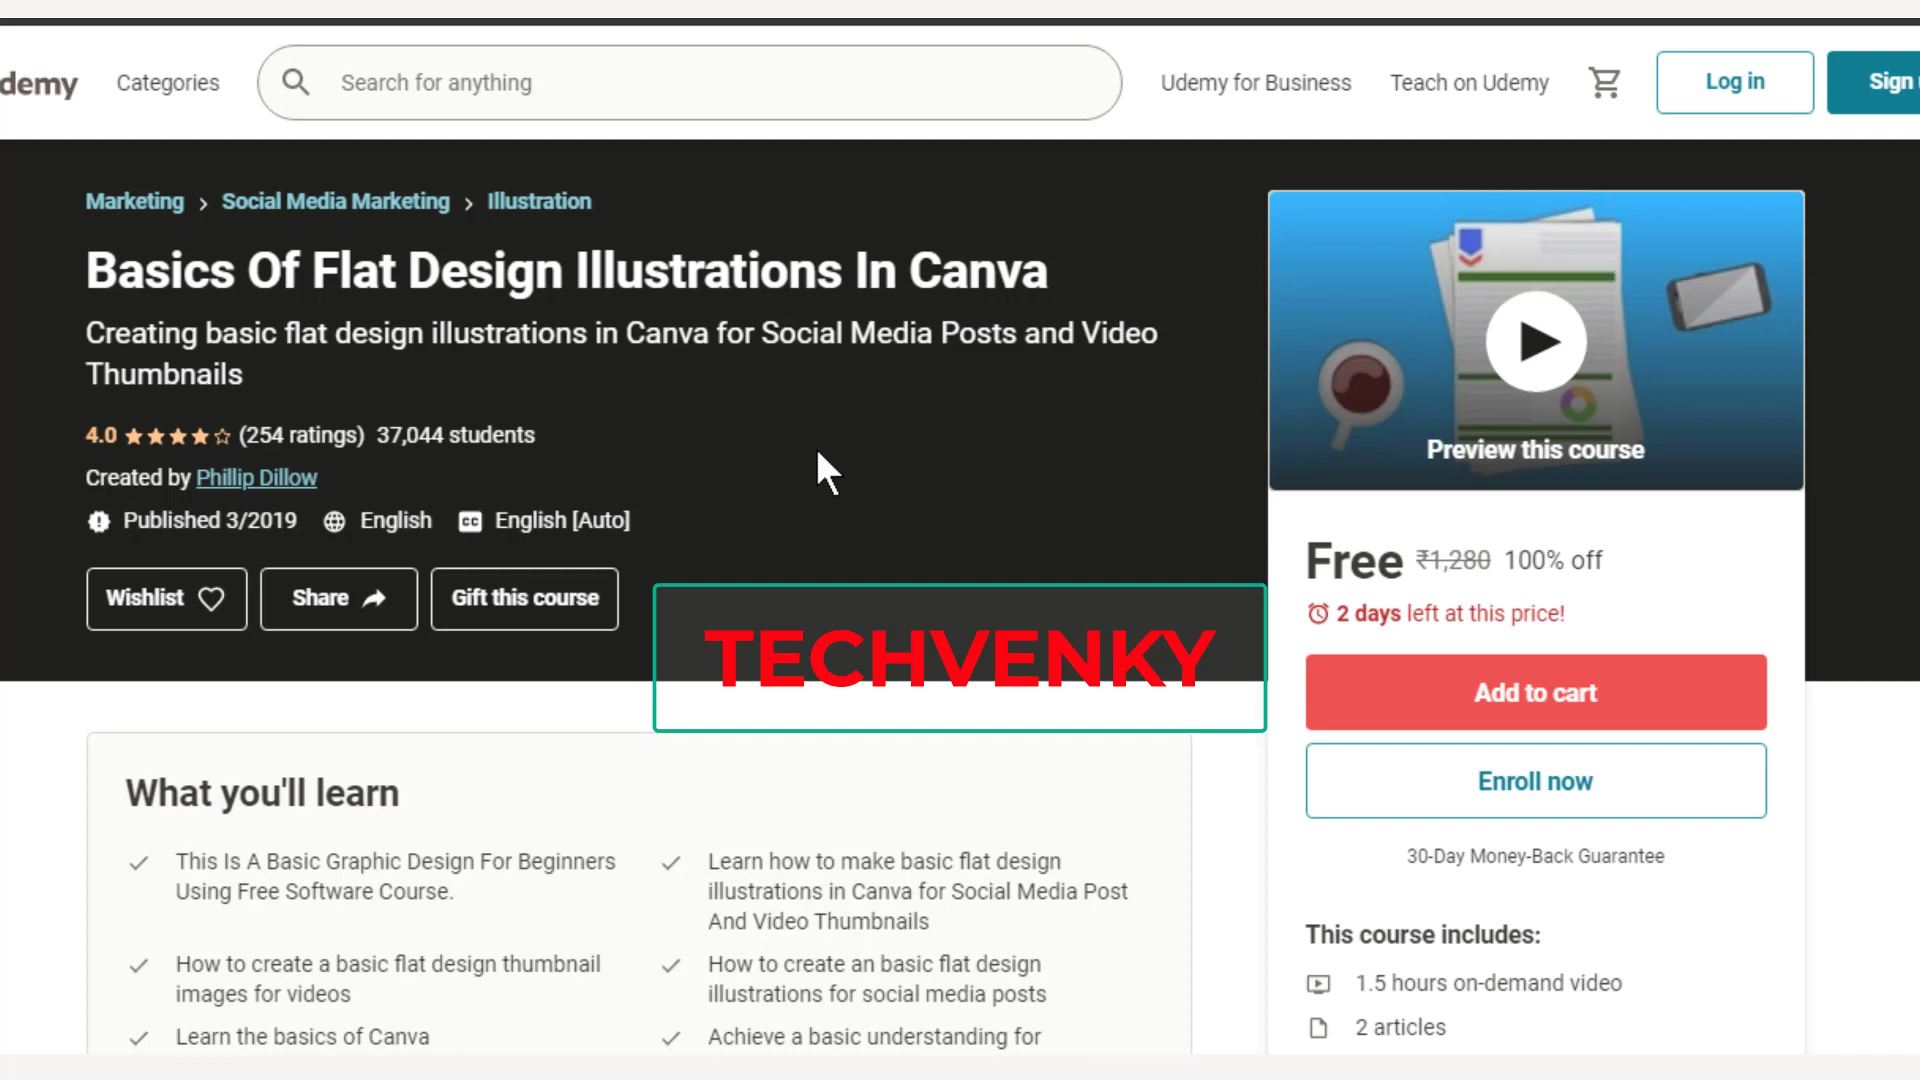 demy
Categories
Search for anything
Udemy for Business
Teach on Udemy
Log in
Sign
Marketing > Social Media Marketing > Illustration
Basics Of Flat Design Illustrations In Canva
Creating basic flat design illustrations in Canva for Social Media Posts and Video
Thumbnails
4.0 (254 ratings) 37,044 students
Created by Phillip Dillow
Published 3/2019 English CC English [Auto]
Wishlist
Share
Gift this course
TECHVENKY
Preview this course
Free ₹1,280 100% off
2 days left at this price!
Add to cart
Enroll now
30-Day Money-Back Guarantee
This course includes:
1.5 hours on-demand video
2 articles
What you'll learn
This Is A Basic Graphic Design For Beginners
Using Free Software Course.
Learn how to make basic flat design
illustrations in Canva for Social Media Post
And Video Thumbnails
How to create a basic flat design thumbnail
images for videos
How to create an basic flat design
illustrations for social media posts
Learn the basics of Canva
Achieve a basic understanding for